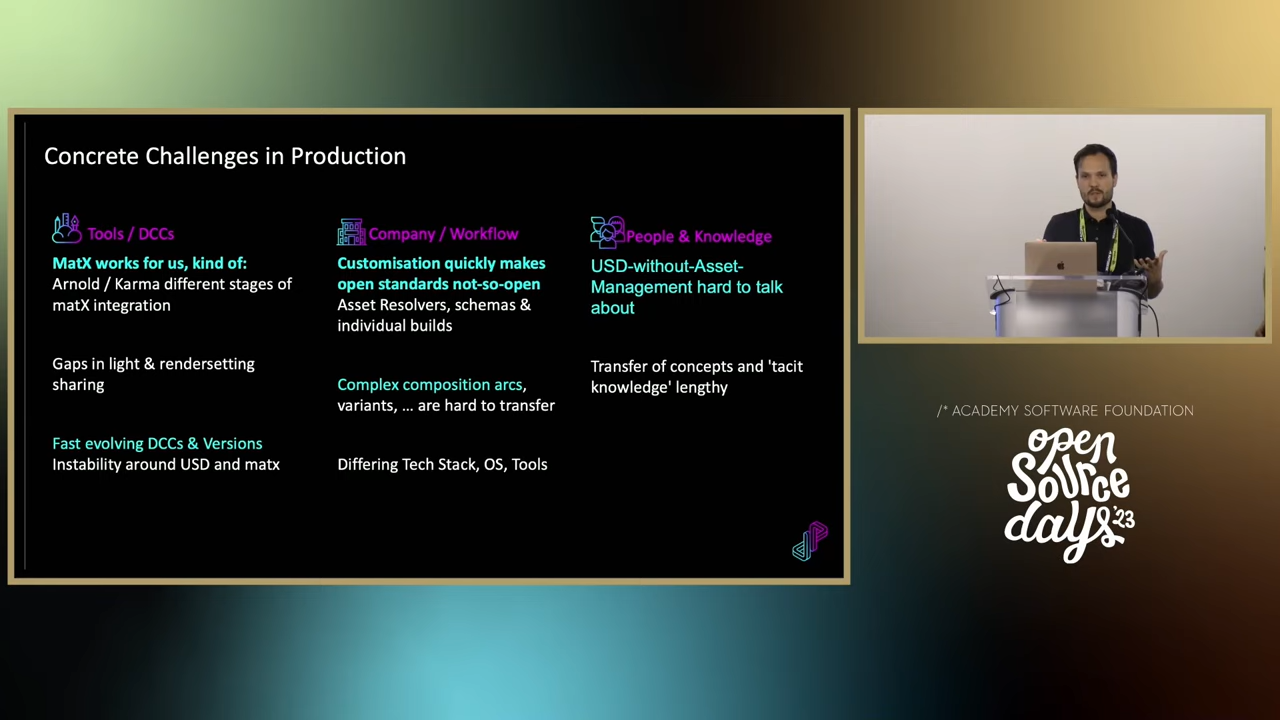 Concrete Challenges in Production
Tools / DCCs
MatX works for us, kind of:
Arnold / Karma different stages of
matX integration
Gaps in light & rendersetting
sharing
Fast evolving DCCs & Versions
Instability around USD and matx
Company / Workflow
Customisation quickly makes
open standards not-so-open
Asset Resolvers, schemas &
individual builds
Complex composition arcs,
variants, ... are hard to transfer
Differing Tech Stack, OS, Tools
People & Knowledge
USD-without-Asset-
Management hard to talk
about
Transfer of concepts and 'tacit
knowledge' lengthy
/* ACADEMY SOFTWARE FOUNDATION
open
Source
days '23